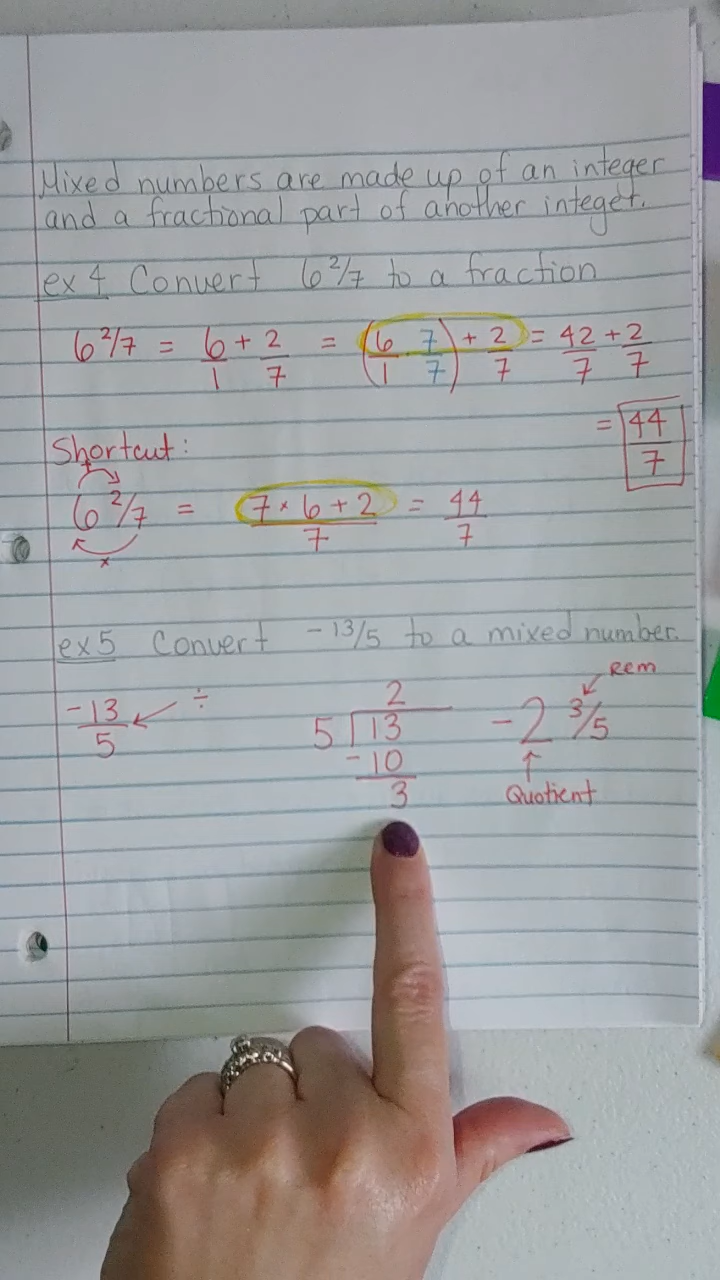 Mixed numbers are made up of an integer
and a fractional part of another integet.
ex 4 Convert 6 2/7 to a fraction
6 2/7 = 6/1 + 2/7 = (6/1 7/7) + 2/7 = 42/7 + 2/7
= 44/7
Shortcut:
6 2/7 = 7 × 6 + 2 / 7 = 44/7
x
ex 5 Convert -13/5 to a mixed number.
Rem
-13/5 ÷
2
5 13
-10
3
-2 3/5
Quotient